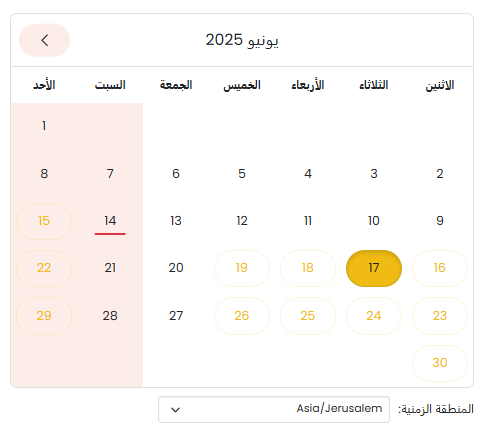 يونيو 2025
الاثنين الثلاثاء الأربعاء الخميس الجمعة السبت الأحد
1
2 3 4 5 6 7 8
9 10 11 12 13 14 15
16 17 18 19 20 21 22
23 24 25 26 27 28 29
30
المنطقة الزمنية: Asia/Jerusalem